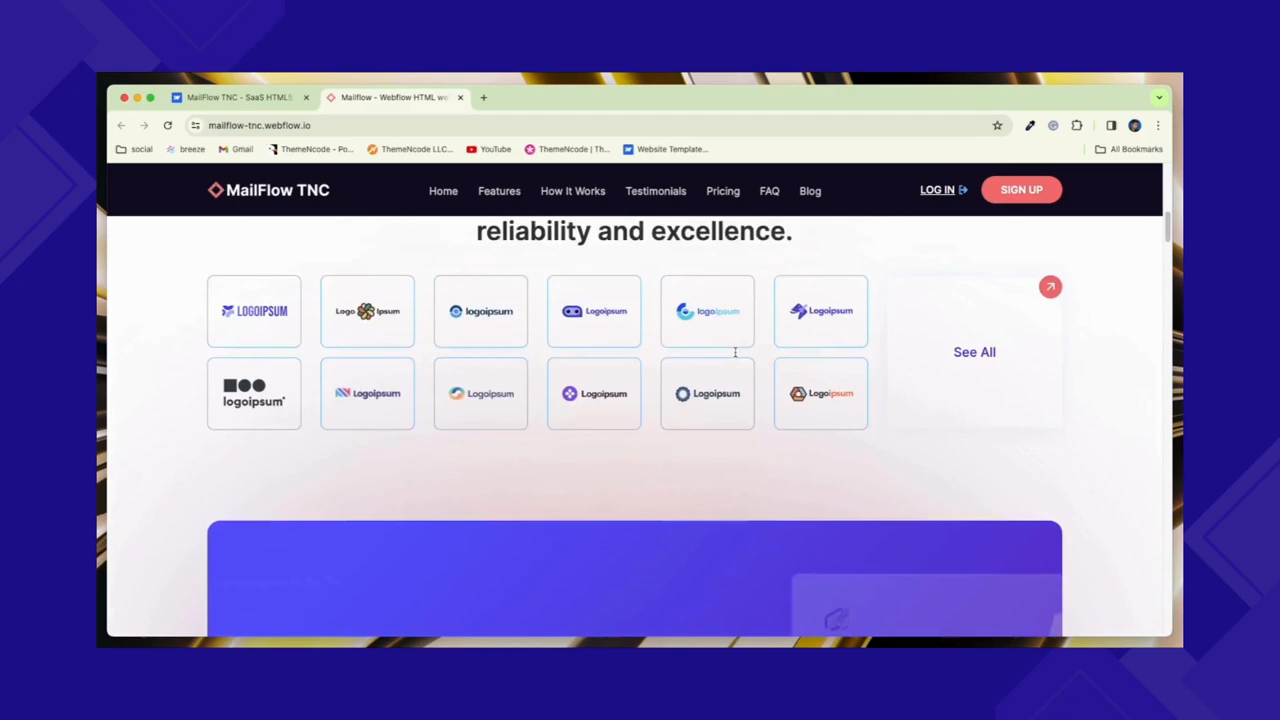 MailFlow TNC - SaaS HTML5
Mailflow - Webflow HTML we
mailflow-tnc.webflow.io
social
breeze
Gmail
ThemeNcode - Po...
ThemeNcode LLC...
YouTube
ThemeNcode | Th...
Website Template...
All Bookmarks
MailFlow TNC
Home
Features
How It Works
Testimonials
Pricing
FAQ
Blog
LOG IN
SIGN UP
reliability and excellence.
LOGOIPSUM
Logo Ipsum
logoipsum
Logoipsum
logoipsum
Logoipsum
See All
logoipsum
Logoipsum
Logoipsum
Logoipsum
Logoipsum
Logoipsum